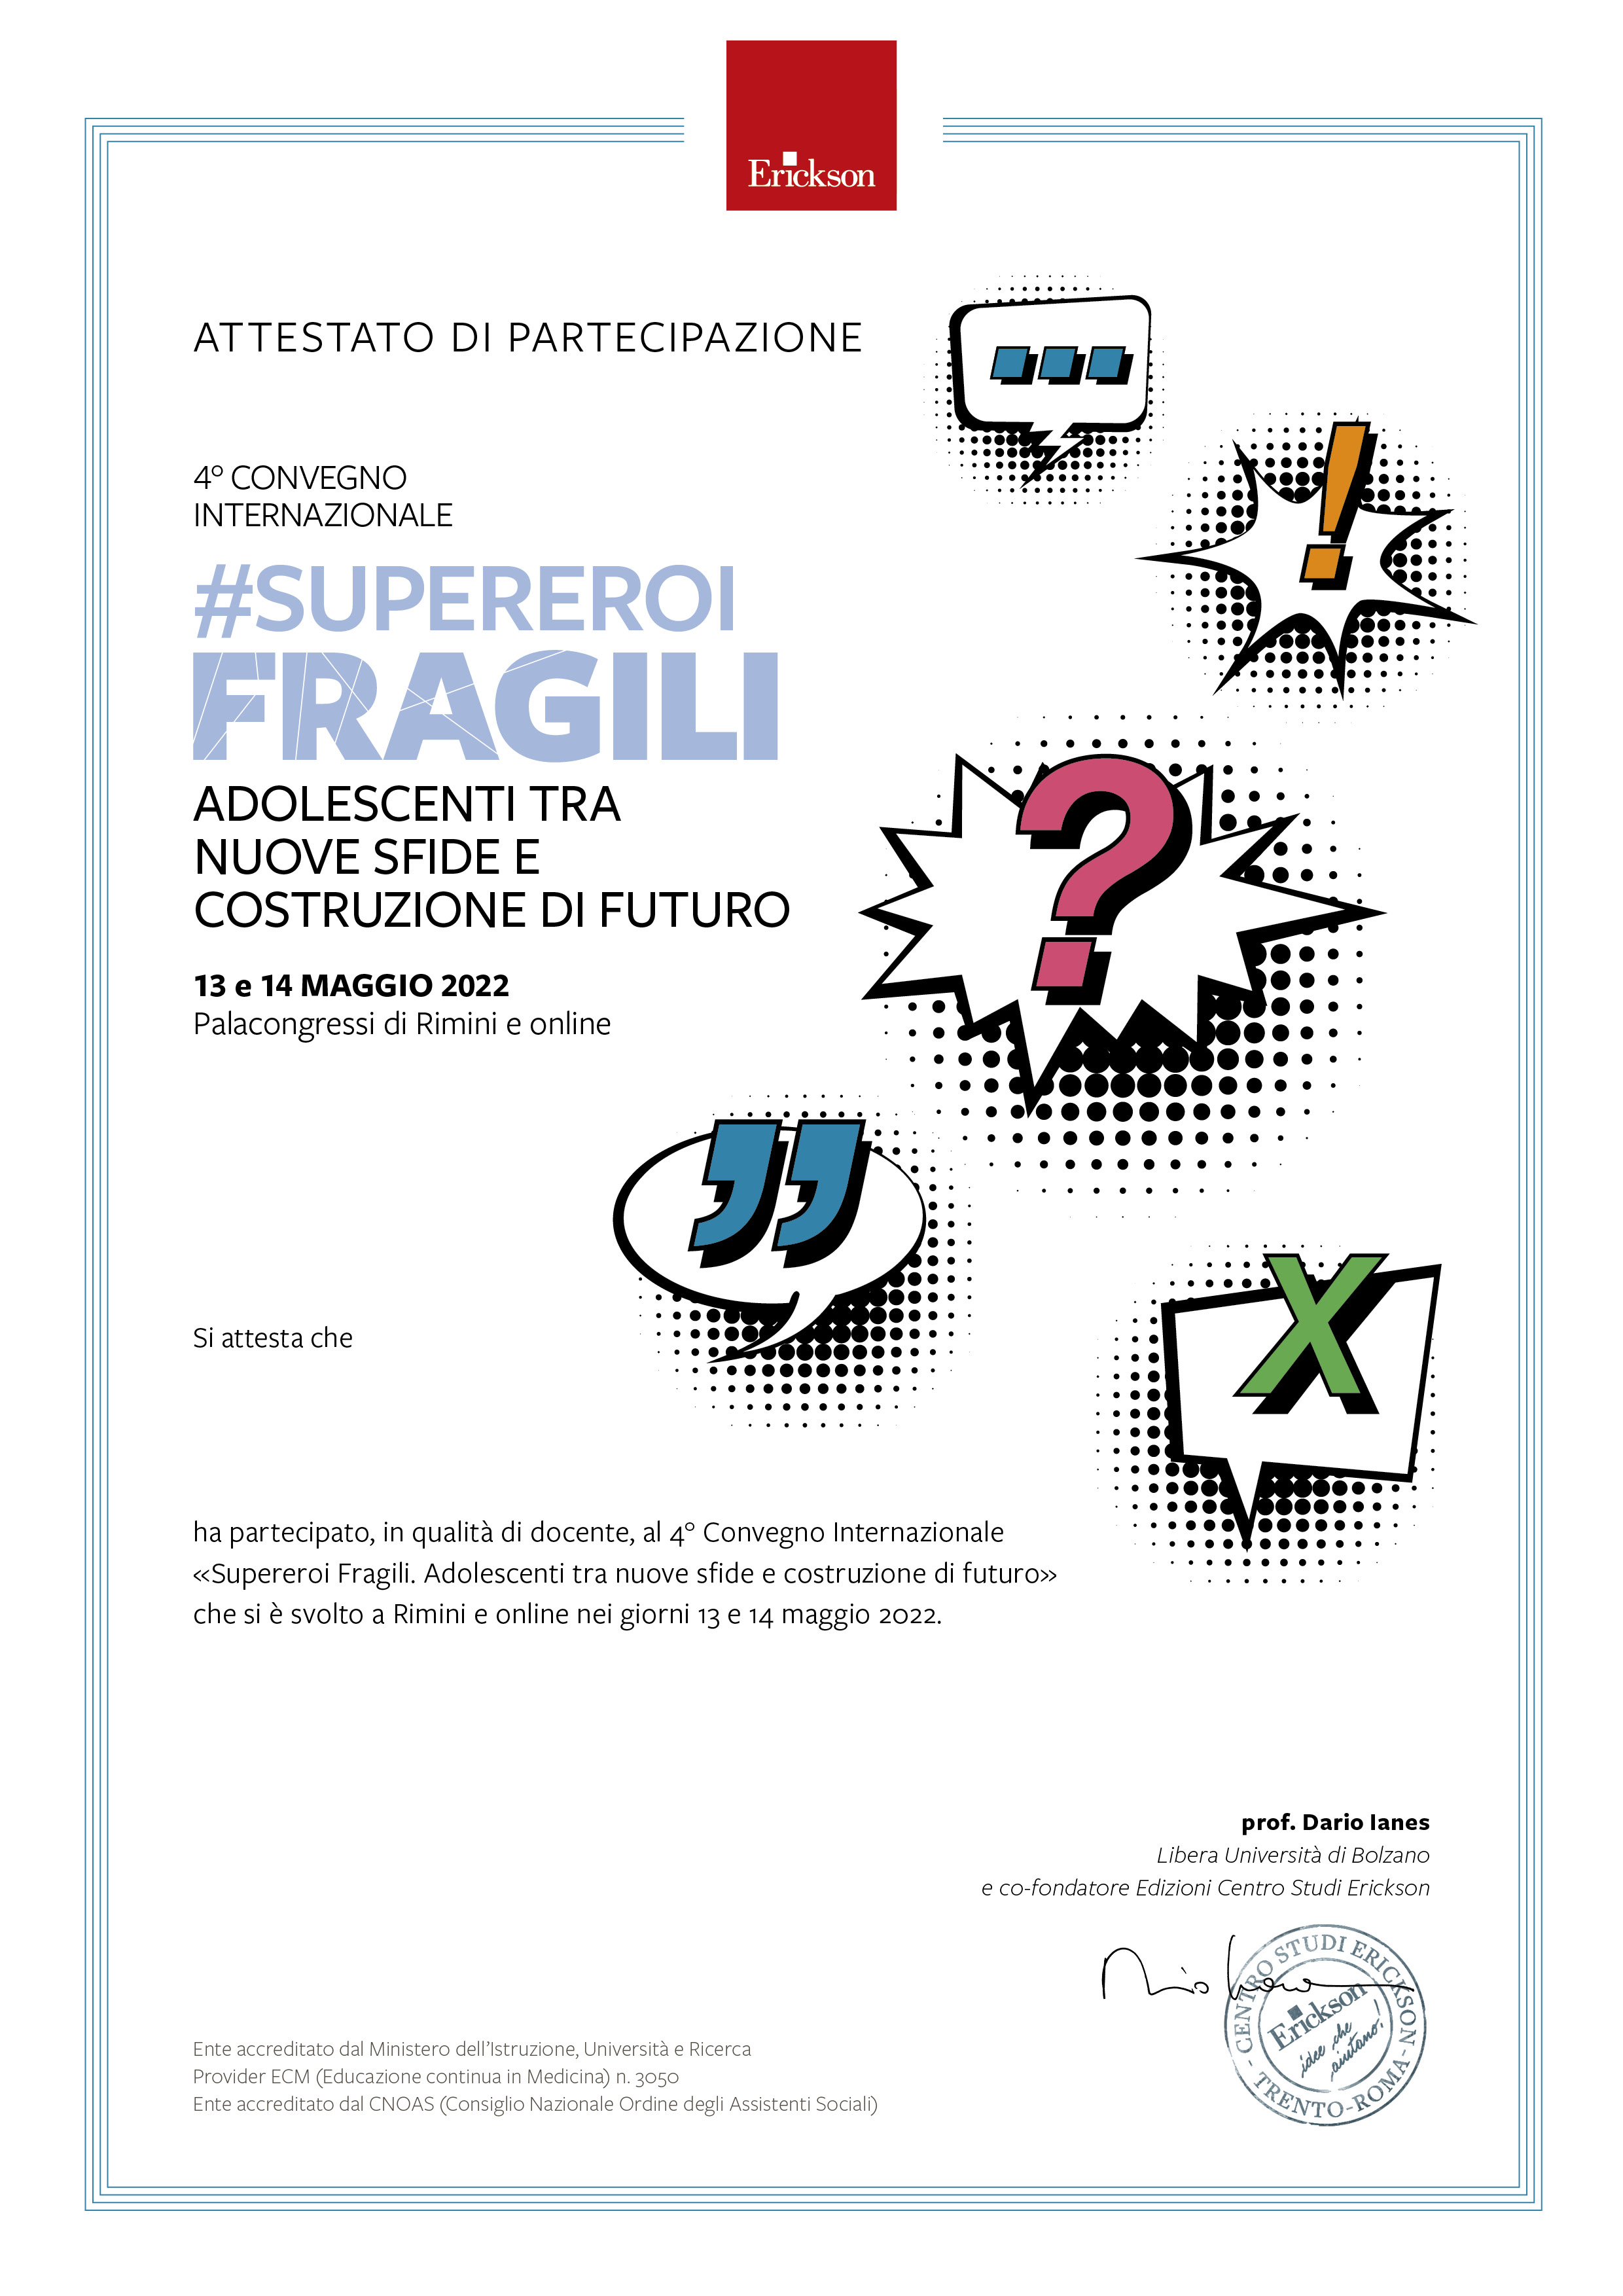 Erickson
ATTESTATO DI PARTECIPAZIONE
...
!
4º CONVEGNO
INTERNAZIONALE
#SUPEREROI
FRAGILI
ADOLESCENTI TRA
NUOVE SFIDE E
COSTRUZIONE DI FUTURO
?
13 e 14 MAGGIO 2022
Palacongressi di Rimini e online
”
X
Si attesta che
ha partecipato, in qualità di docente, al 4º Convegno Internazionale
«Supereroi Fragili. Adolescenti tra nuove sfide e costruzione di futuro»
che si è svolto a Rimini e online nei giorni 13 e 14 maggio 2022.
prof. Dario Ianes
Libera Università di Bolzano
e co-fondatore Edizioni Centro Studi Erickson
CENTRO STUDI ERICKSON
Erickson
idee che
aiutano!
- TRENTO-ROMA -
Ente accreditato dal Ministero dell’Istruzione, Università e Ricerca
Provider ECM (Educazione continua in Medicina) n. 3050
Ente accreditato dal CNOAS (Consiglio Nazionale Ordine degli Assistenti Sociali)